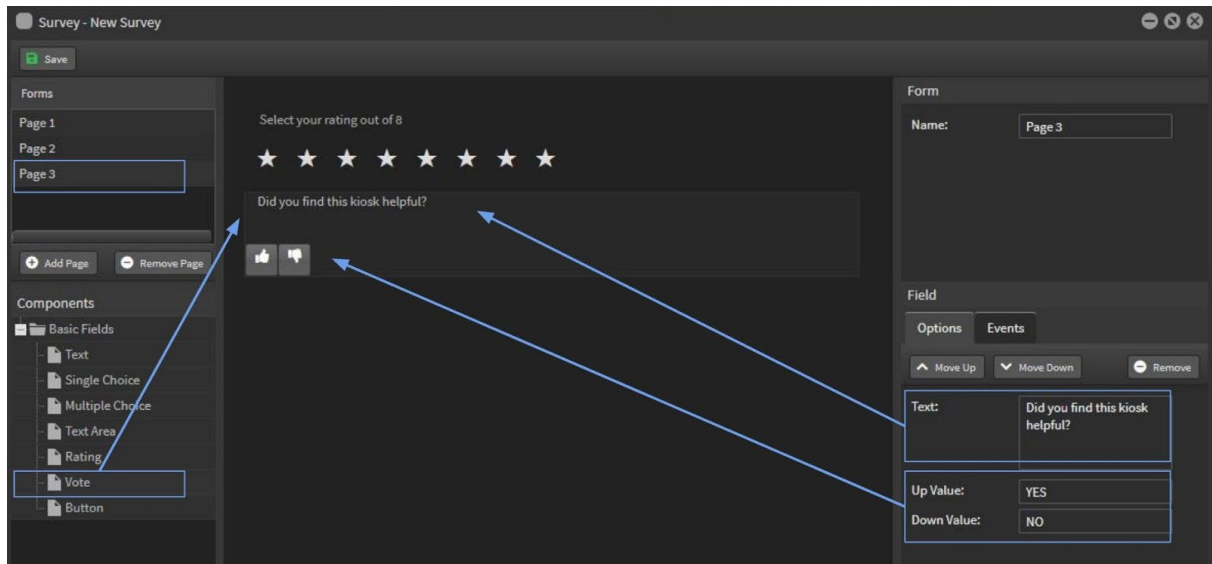 Survey - New Survey
Save
Forms
Page 1
Page 2
Page 3
Add Page
Remove Page
Components
Basic Fields
Text
Single Choice
Multiple Choice
Text Area
Rating
Vote
Button
Select your rating out of 8
Did you find this kiosk helpful?
Form
Name:
Page 3
Field
Options
Events
Move Up
Move Down
Remove
Text:
Did you find this kiosk
helpful?
Up Value:
YES
Down Value:
NO